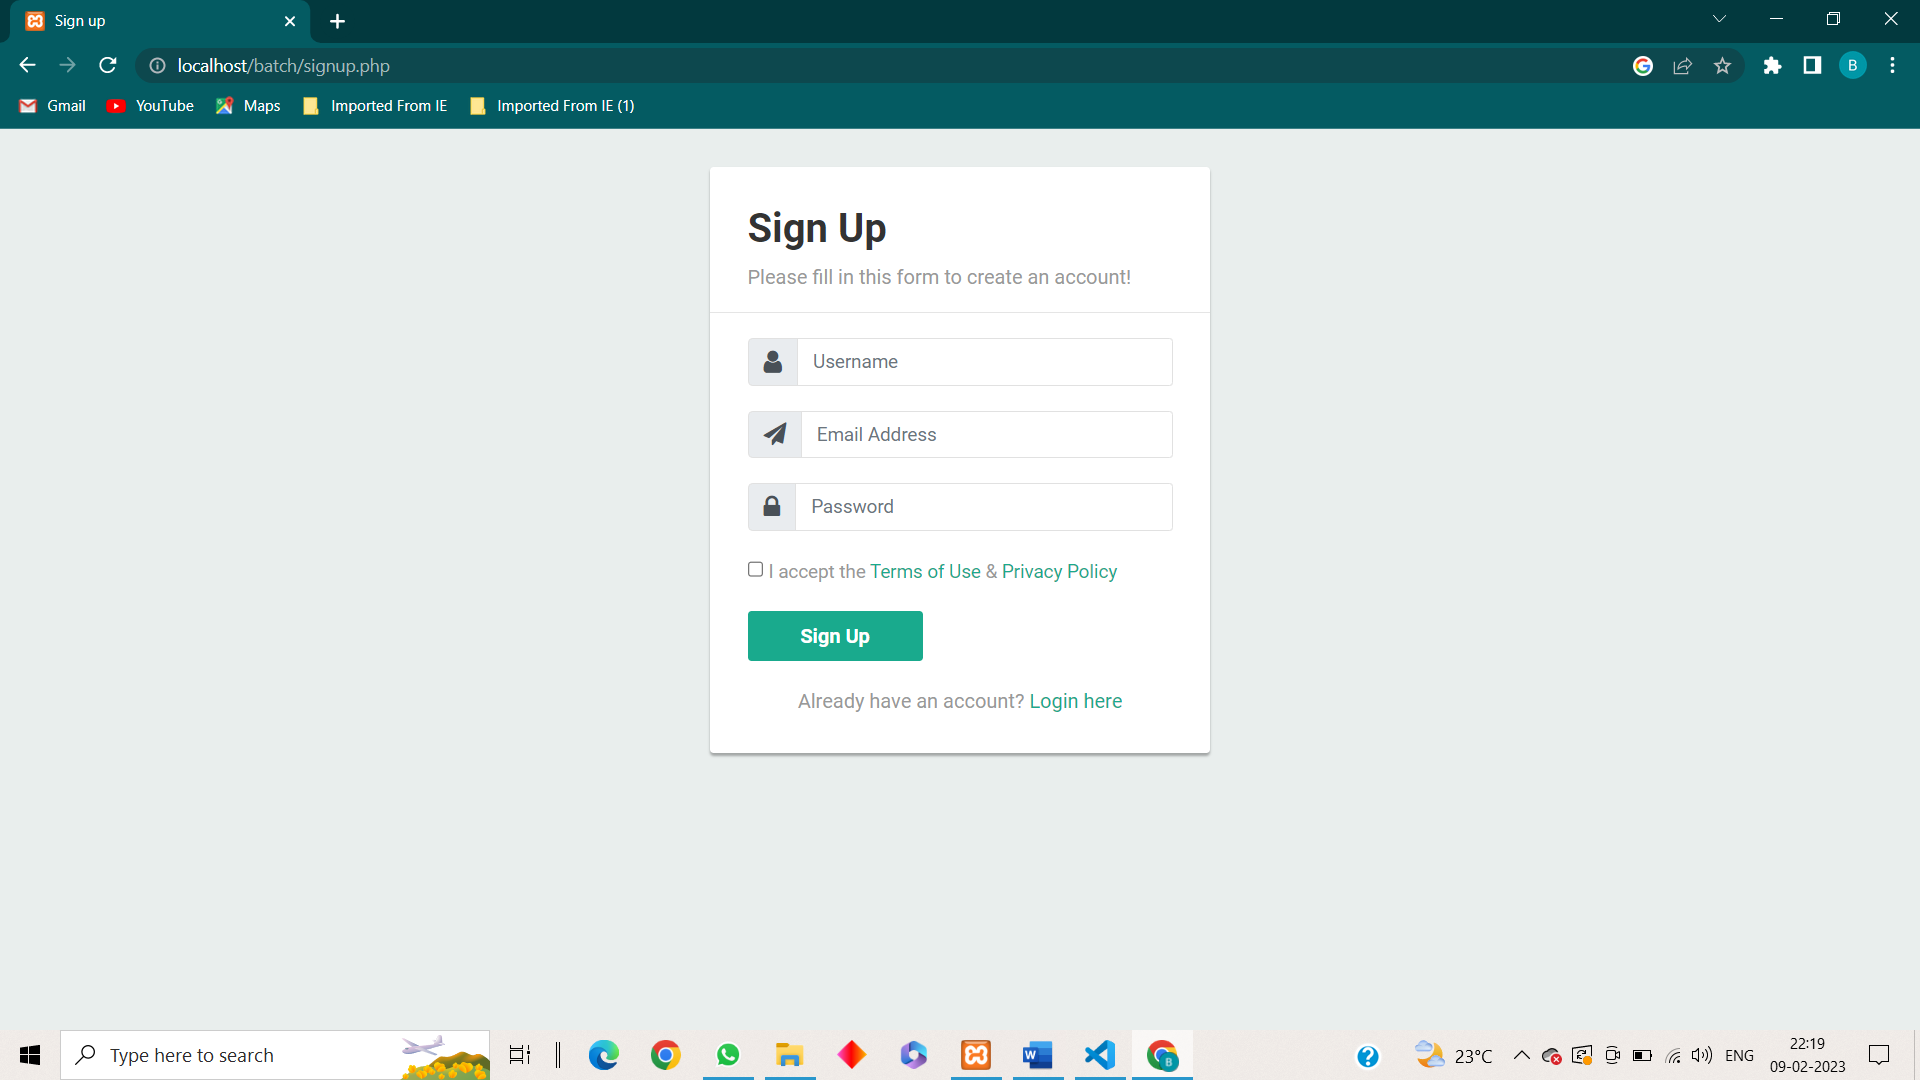 Sign up
localhost/batch/signup.php
B
Gmail YouTube Maps Imported From IE Imported From IE (1)
Sign Up
Please fill in this form to create an account!
Username
Email Address
Password
I accept the Terms of Use & Privacy Policy
Sign Up
Already have an account? Login here
Type here to search
23°C
ENG
22:19
09-02-2023